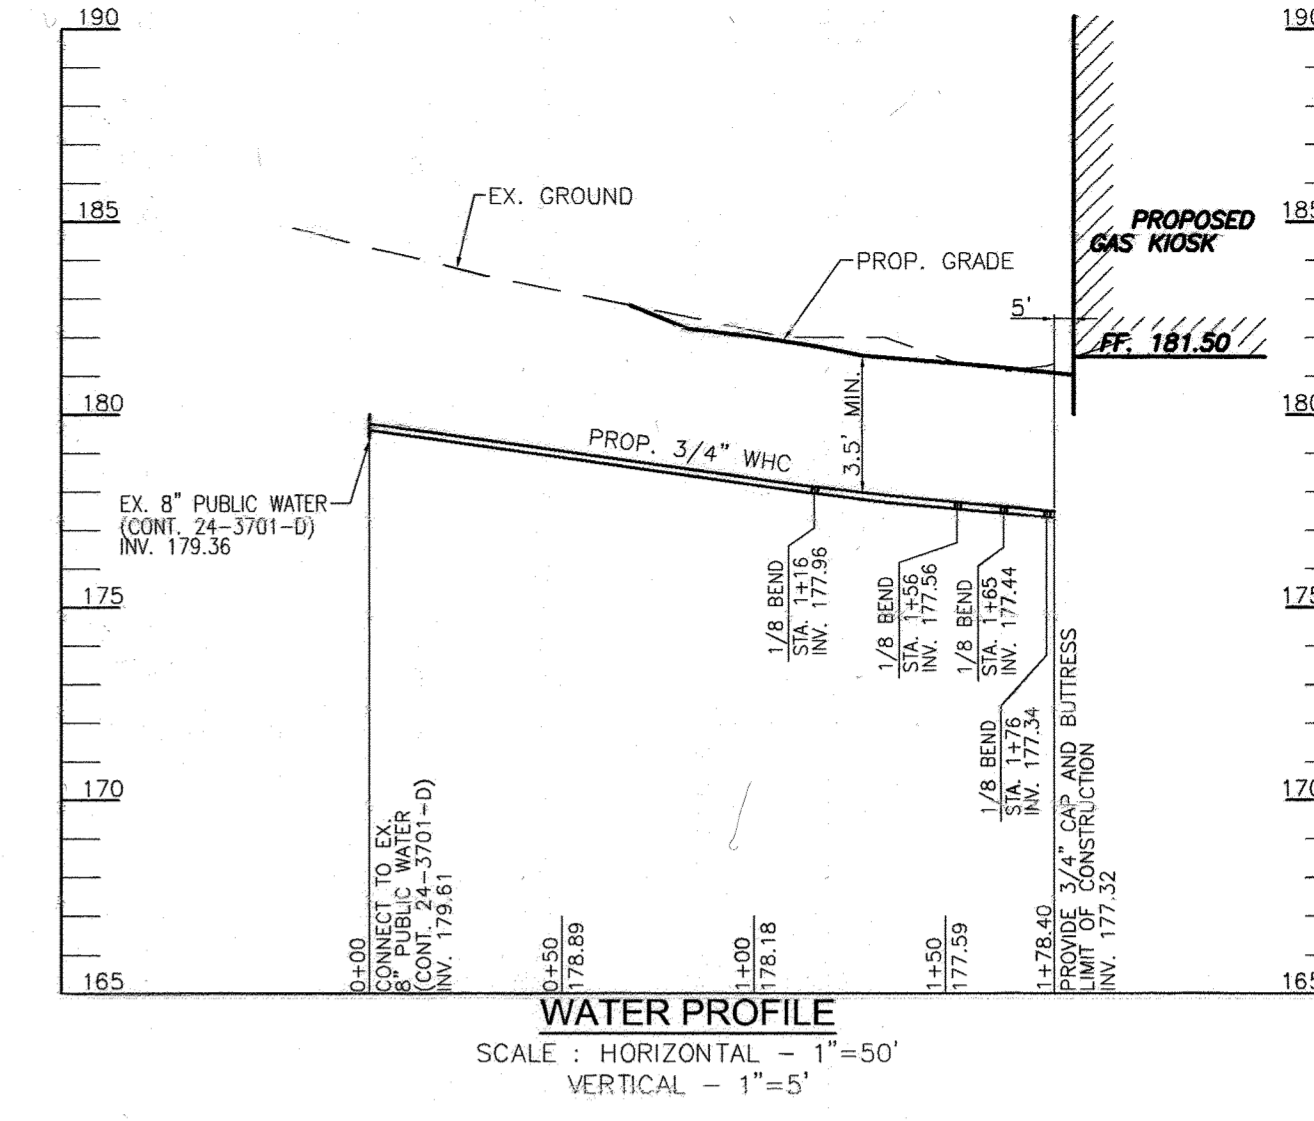 190
190
EX. GROUND
185
185
PROPOSED
GAS KIOSK
PROP. GRADE
5'
FF. 181.50
180
180
3.5' MIN.
PROP. 3/4" WHC
EX. 8" PUBLIC WATER
(CONT. 24-3701-D)
INV. 179.36
175
175
1/8 BEND
STA. 1+16
INV. 177.96
1/8 BEND
STA. 1+56
INV. 177.56
1/8 BEND
STA. 1+65
INV. 177.44
1/8 BEND
STA. 1+76
INV. 177.34
170
170
0+00
CONNECT TO EX.
8" PUBLIC WATER
(CONT. 24-3701-D)
INV. 179.61
0+50
178.89
1+00
178.18
1+50
177.59
1+78.40
PROVIDE 3/4" CAP AND BUTTRESS
LIMIT OF CONSTRUCTION
INV. 177.32
165
165
WATER PROFILE
SCALE : HORIZONTAL - 1"=50'
VERTICAL - 1"=5'